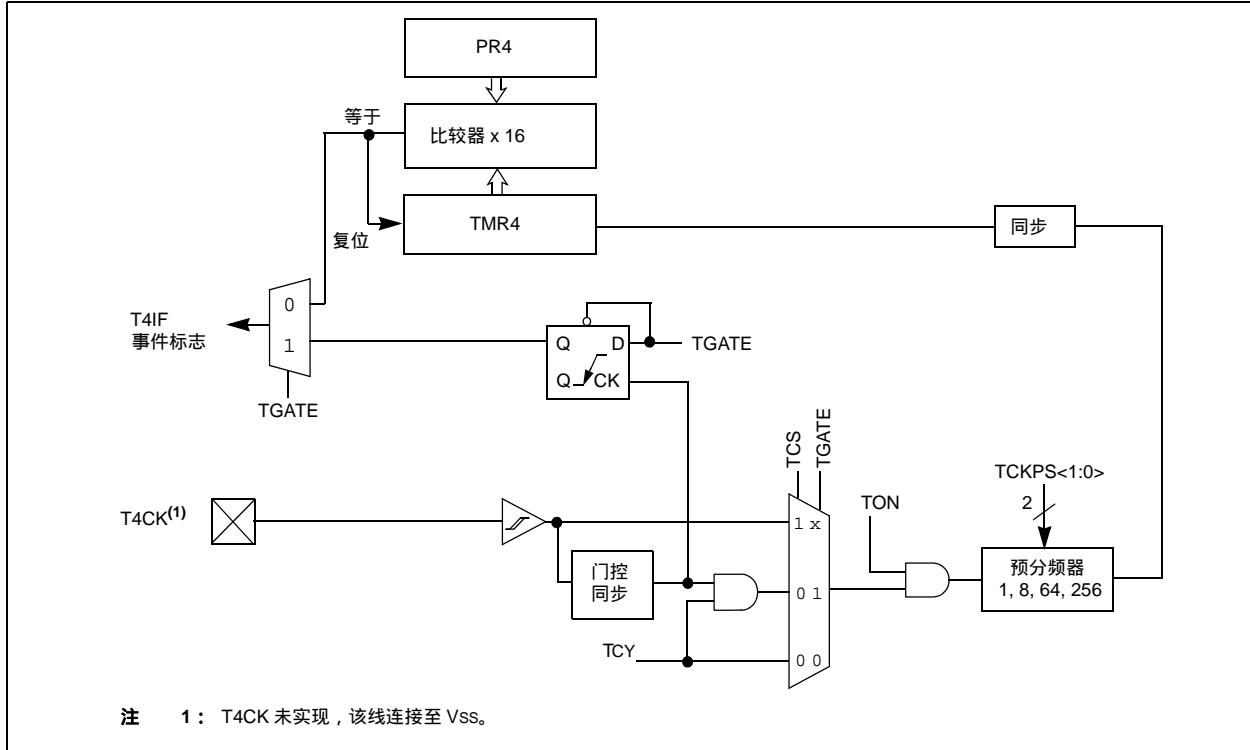 PR4
等于
比较器 x 16
TMR4
复位
同步
T4IF
事件标志
0
1
TGATE
Q D
Q CK
TGATE
TCS
TGATE
TCKPS<1:0>
2
TON
T4CK(1)
1 x
门控
同步
0 1
预分频器
1, 8, 64, 256
TCY
0 0
注 1： T4CK 未实现，该线连接至 VSS。